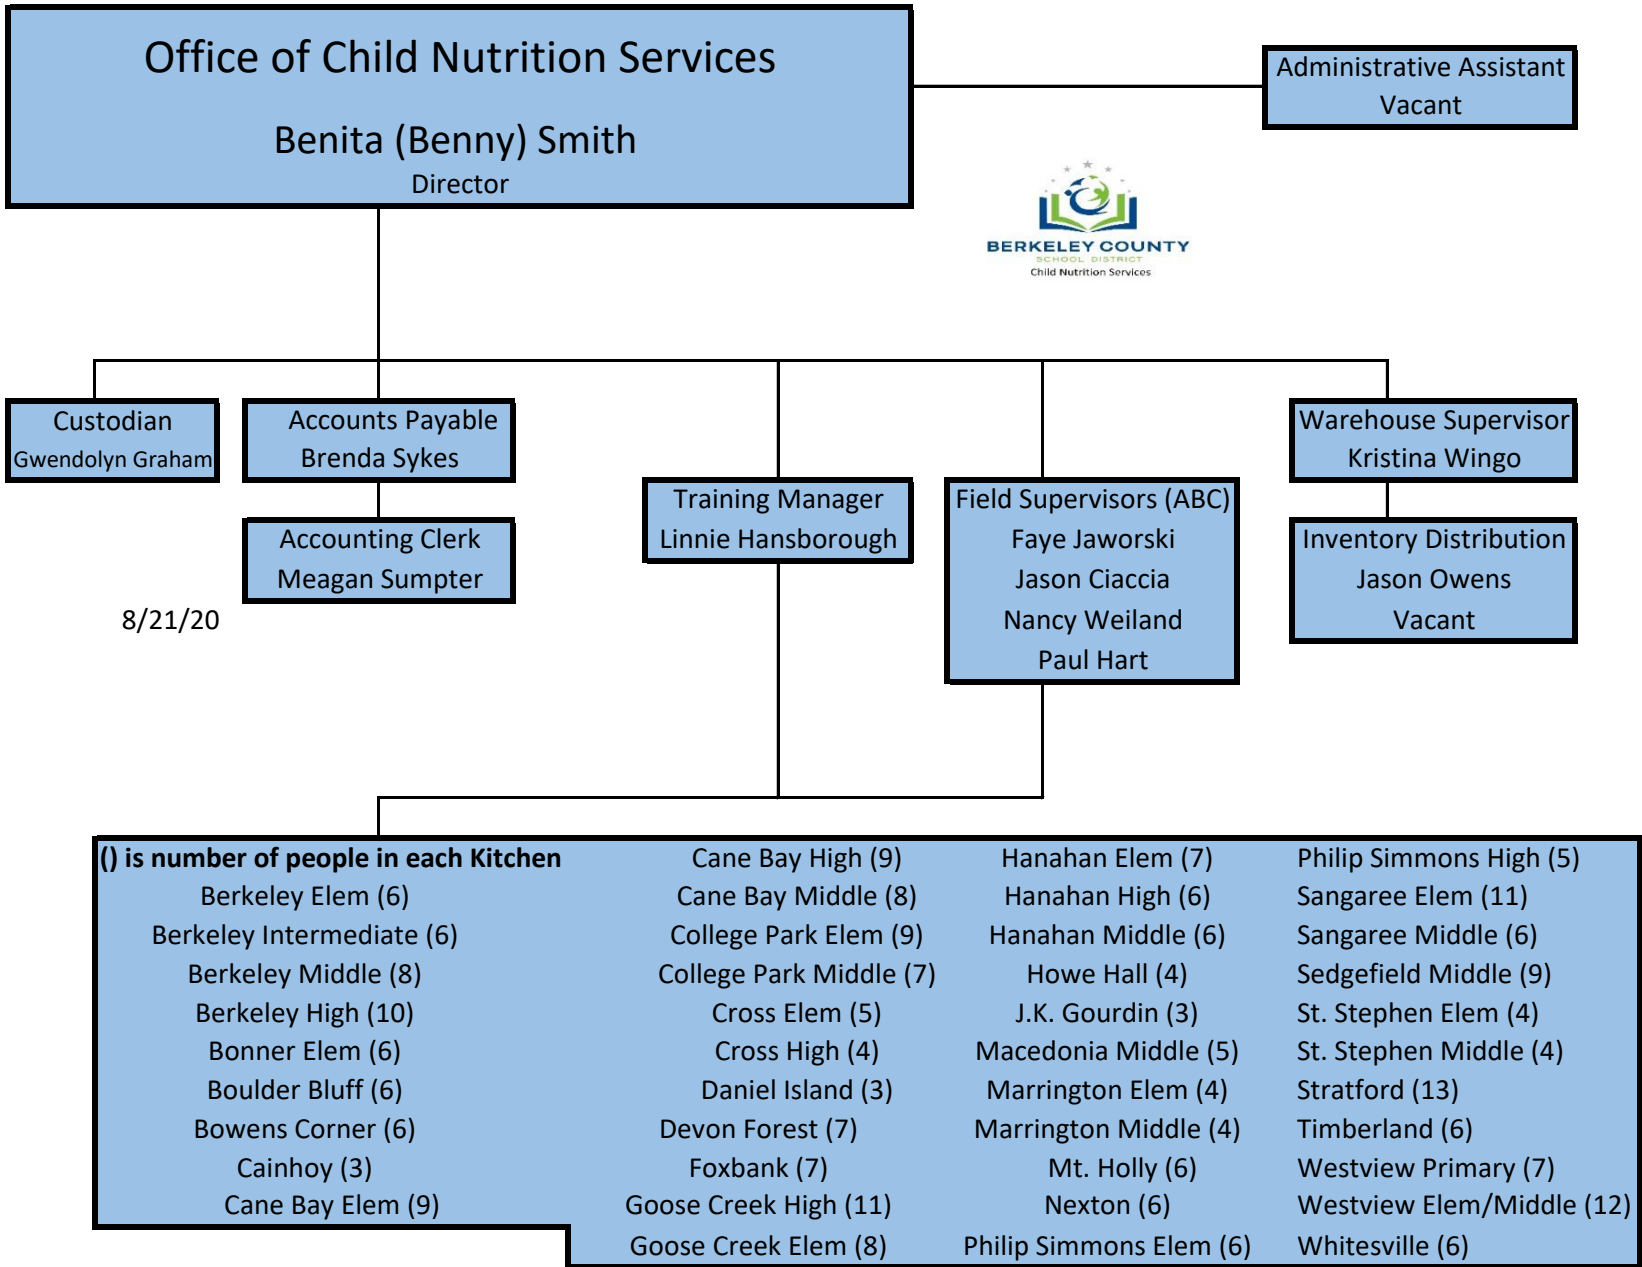 Office of Child Nutrition Services
Benita (Benny) Smith
Director
Administrative Assistant
Vacant
BERKELEY COUNTY
SCHOOL DISTRICT
Child Nutrition Services
Custodian
Gwendolyn Graham
Accounts Payable
Brenda Sykes
Accounting Clerk
Meagan Sumpter
8/21/20
Training Manager
Linnie Hansborough
Field Supervisors (ABC)
Faye Jaworski
Jason Ciaccia
Nancy Weiland
Paul Hart
Warehouse Supervisor
Kristina Wingo
Inventory Distribution
Jason Owens
Vacant
() is number of people in each Kitchen
Berkeley Elem (6)
Berkeley Intermediate (6)
Berkeley Middle (8)
Berkeley High (10)
Bonner Elem (6)
Boulder Bluff (6)
Bowens Corner (6)
Cainhoy (3)
Cane Bay Elem (9)
Cane Bay High (9)
Cane Bay Middle (8)
College Park Elem (9)
College Park Middle (7)
Cross Elem (5)
Cross High (4)
Daniel Island (3)
Devon Forest (7)
Foxbank (7)
Goose Creek High (11)
Goose Creek Elem (8)
Hanahan Elem (7)
Hanahan High (6)
Hanahan Middle (6)
Howe Hall (4)
J.K. Gourdin (3)
Macedonia Middle (5)
Marrington Elem (4)
Marrington Middle (4)
Mt. Holly (6)
Nexton (6)
Philip Simmons Elem (6)
Philip Simmons High (5)
Sangaree Elem (11)
Sangaree Middle (6)
Sedgefield Middle (9)
St. Stephen Elem (4)
St. Stephen Middle (4)
Stratford (13)
Timberland (6)
Westview Primary (7)
Westview Elem/Middle (12)
Whitesville (6)